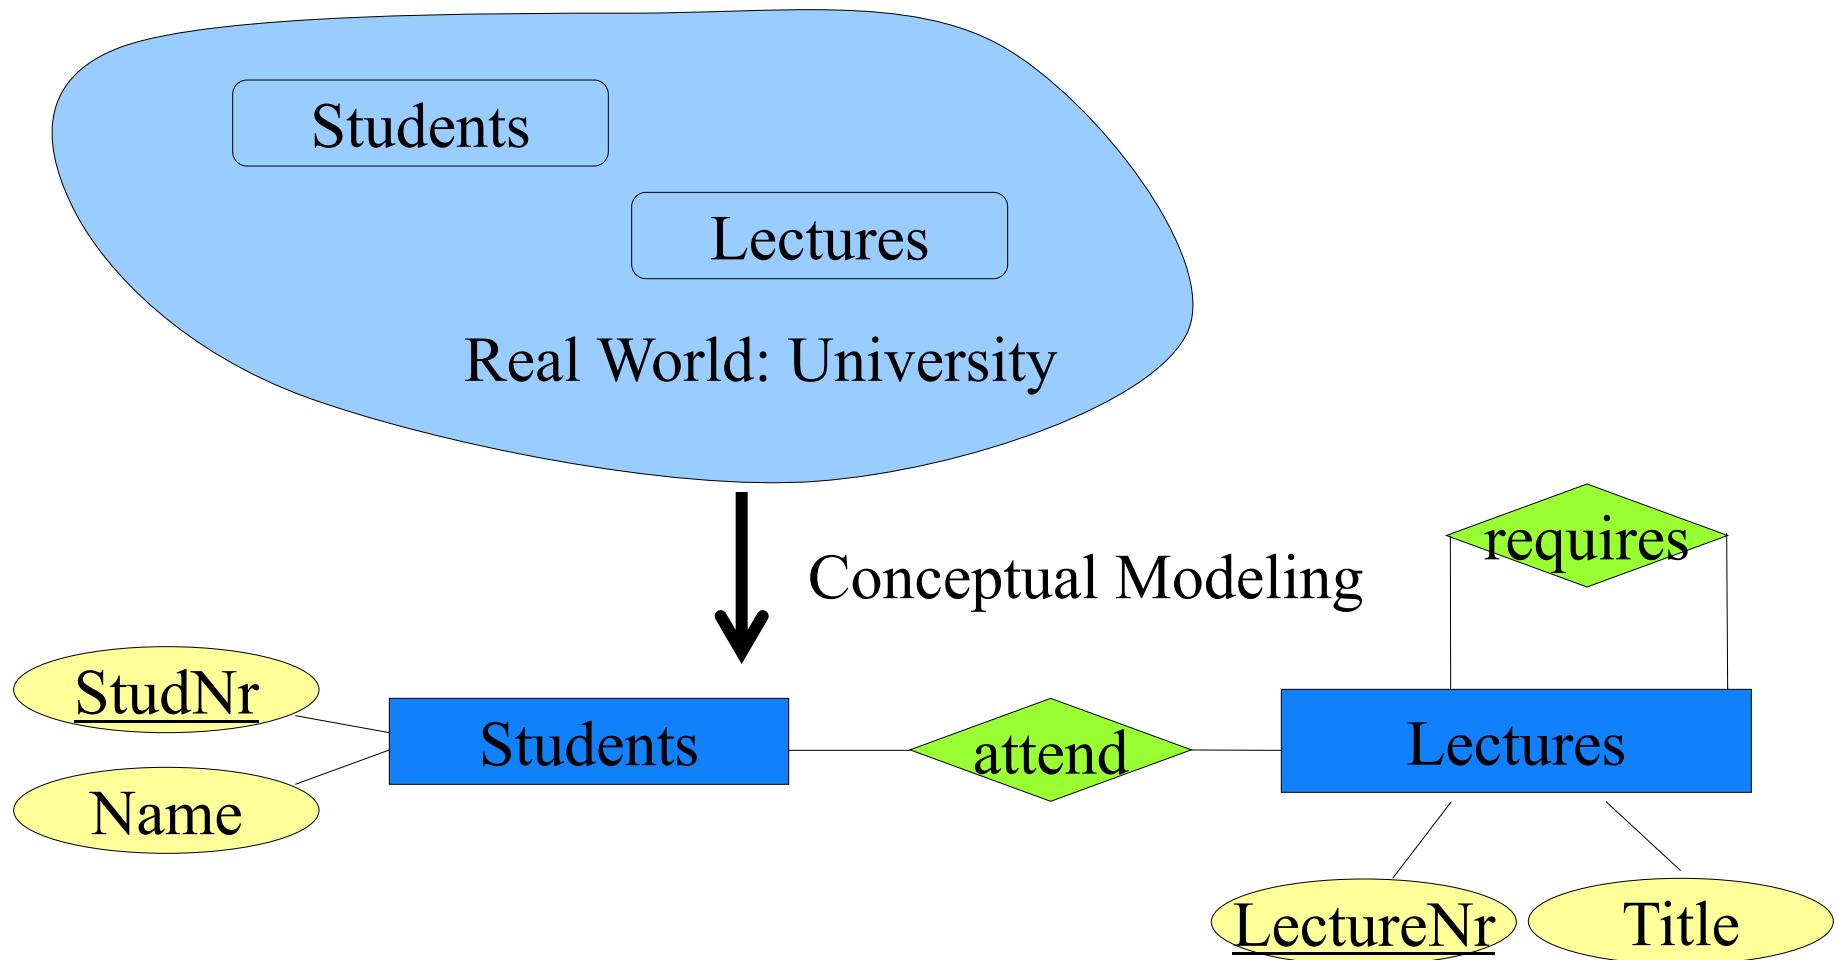 Students
Lectures
Real World: University
requires
Conceptual Modeling
StudNr
Students
attend
Lectures
Name
LectureNr
Title